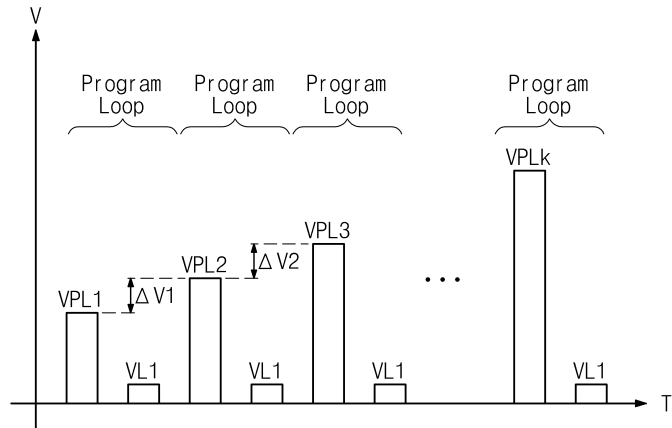 V
Program Loop
Program Loop
Program Loop
Program Loop
VPLk
VPL3
VPL2
ΔV2
VPL1
ΔV1
...
VL1
VL1
VL1
VL1
T